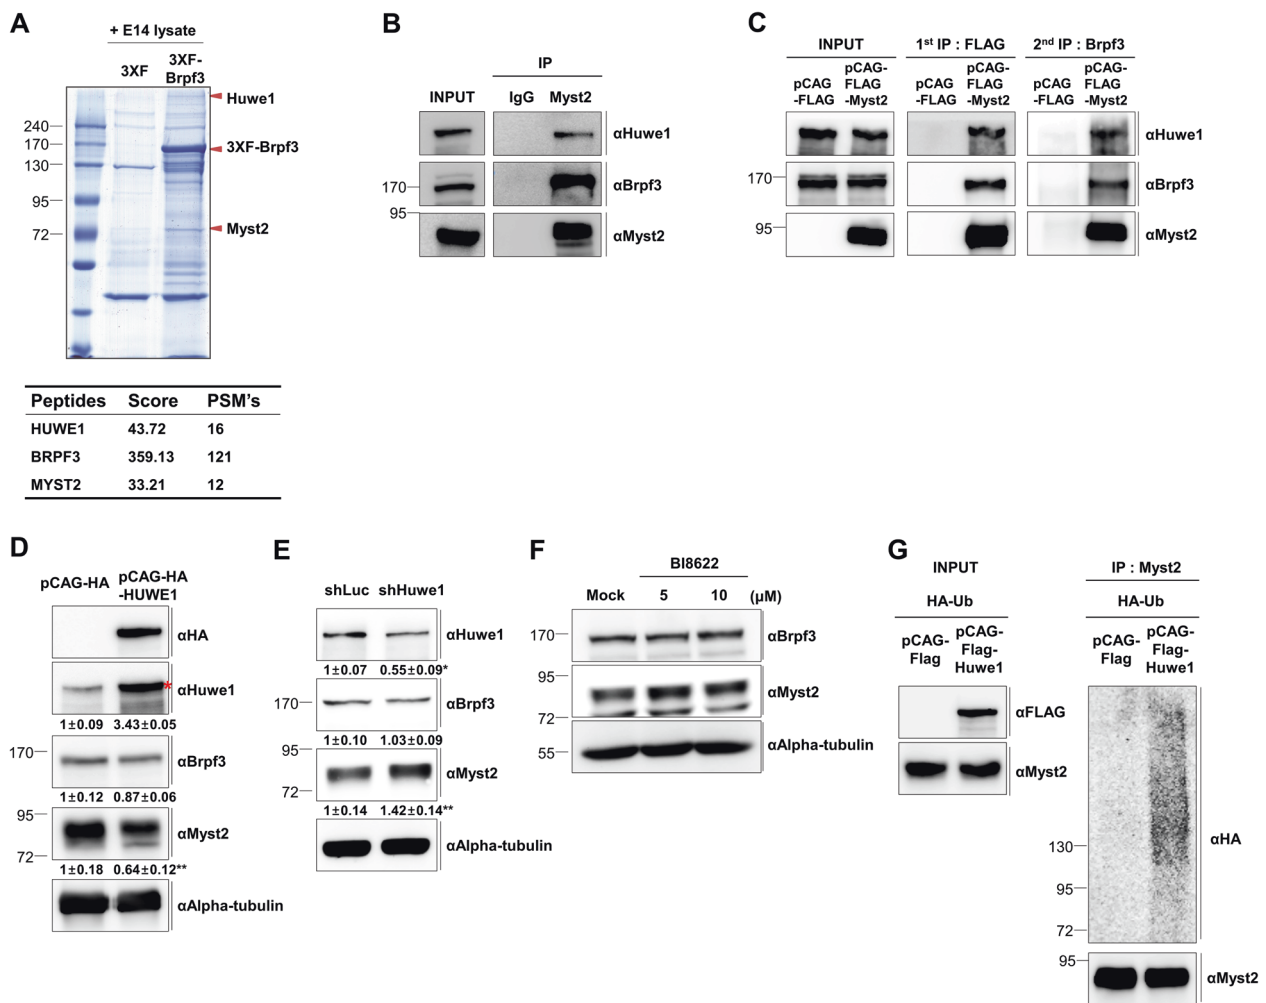 A
+ E14 lysate
3XF
3XF-
Brpf3
240
170
130
95
72
Huwe1
3XF-Brpf3
Myst2
Peptides Score PSM's
HUWE1 43.72 16
BRPF3 359.13 121
MYST2 33.21 12
B
IP
INPUT IgG Myst2
αHuwe1
170
αBrpf3
95
αMyst2
C
INPUT
1st IP : FLAG
2nd IP : Brpf3
pCAG
-FLAG
pCAG-
FLAG
-Myst2
pCAG
-FLAG
pCAG-
FLAG
-Myst2
pCAG
-FLAG
pCAG-
FLAG
-Myst2
αHuwe1
170
αBrpf3
95
αMyst2
D
pCAG-HA
pCAG-HA
-HUWE1
αHA
*
αHuwe1
1±0.09 3.43±0.05
170
αBrpf3
1±0.12 0.87±0.06
95
αMyst2
72
1±0.18 0.64±0.12**
αAlpha-tubulin
E
shLuc shHuwe1
αHuwe1
1±0.07 0.55±0.09*
170
αBrpf3
1±0.10 1.03±0.09
95
αMyst2
72
1±0.14 1.42±0.14**
αAlpha-tubulin
F
BI8622
Mock 5 10 (μM)
170
αBrpf3
95
αMyst2
72
55
αAlpha-tubulin
G
INPUT
HA-Ub
pCAG-
Flag
pCAG-
Flag-
Huwe1
αFLAG
αMyst2
IP : Myst2
HA-Ub
pCAG-
Flag
pCAG-
Flag-
Huwe1
130
95
72
αHA
95
αMyst2